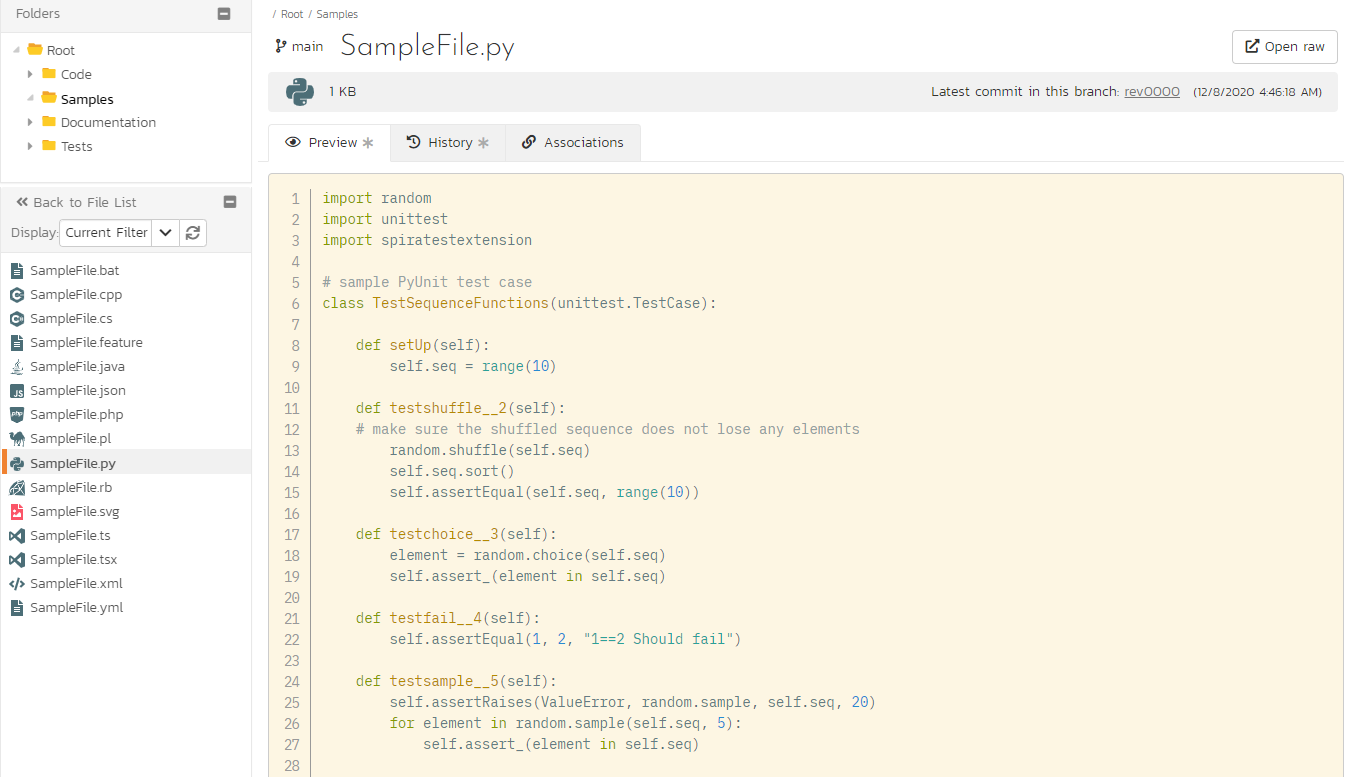 Folders
Root
Code
Samples
Documentation
Tests
Back to File List
Display: Current Filter
SampleFile.bat
SampleFile.cpp
SampleFile.cs
SampleFile.feature
SampleFile.java
SampleFile.json
SampleFile.php
SampleFile.pl
SampleFile.py
SampleFile.rb
SampleFile.svg
SampleFile.ts
SampleFile.tsx
SampleFile.xml
SampleFile.yml
/ Root / Samples
main SampleFile.py
Open raw
1 KB
Latest commit in this branch: rev0000 (12/8/2020 4:46:18 AM)
Preview * History * Associations
1 import random
2 import unittest
3 import spiratestextension
4
5 # sample PyUnit test case
6 class TestSequenceFunctions(unittest.TestCase):
7
8     def setUp(self):
9         self.seq = range(10)
10
11     def testshuffle__2(self):
12     # make sure the shuffled sequence does not lose any elements
13         random.shuffle(self.seq)
14         self.seq.sort()
15         self.assertEqual(self.seq, range(10))
16
17     def testchoice__3(self):
18         element = random.choice(self.seq)
19         self.assert_(element in self.seq)
20
21     def testfail__4(self):
22         self.assertEqual(1, 2, "1==2 Should fail")
23
24     def testsample__5(self):
25         self.assertRaises(ValueError, random.sample, self.seq, 20)
26         for element in random.sample(self.seq, 5):
27             self.assert_(element in self.seq)
28